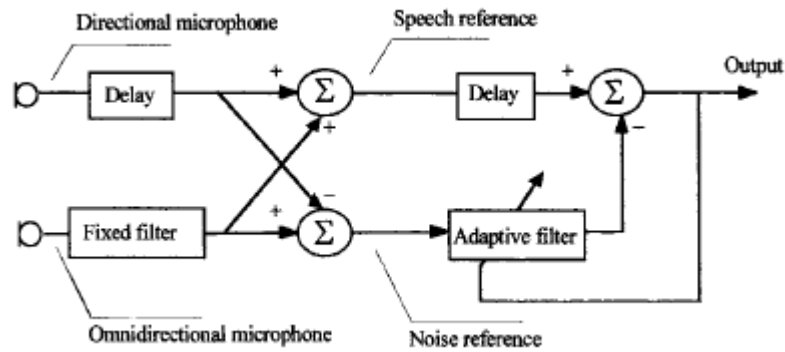 Directional microphone
Speech reference
Output
Delay
+
Σ
+
Delay
+
Σ
−
−
Fixed filter
+
Σ
Adaptive filter
Omnidirectional microphone
Noise reference